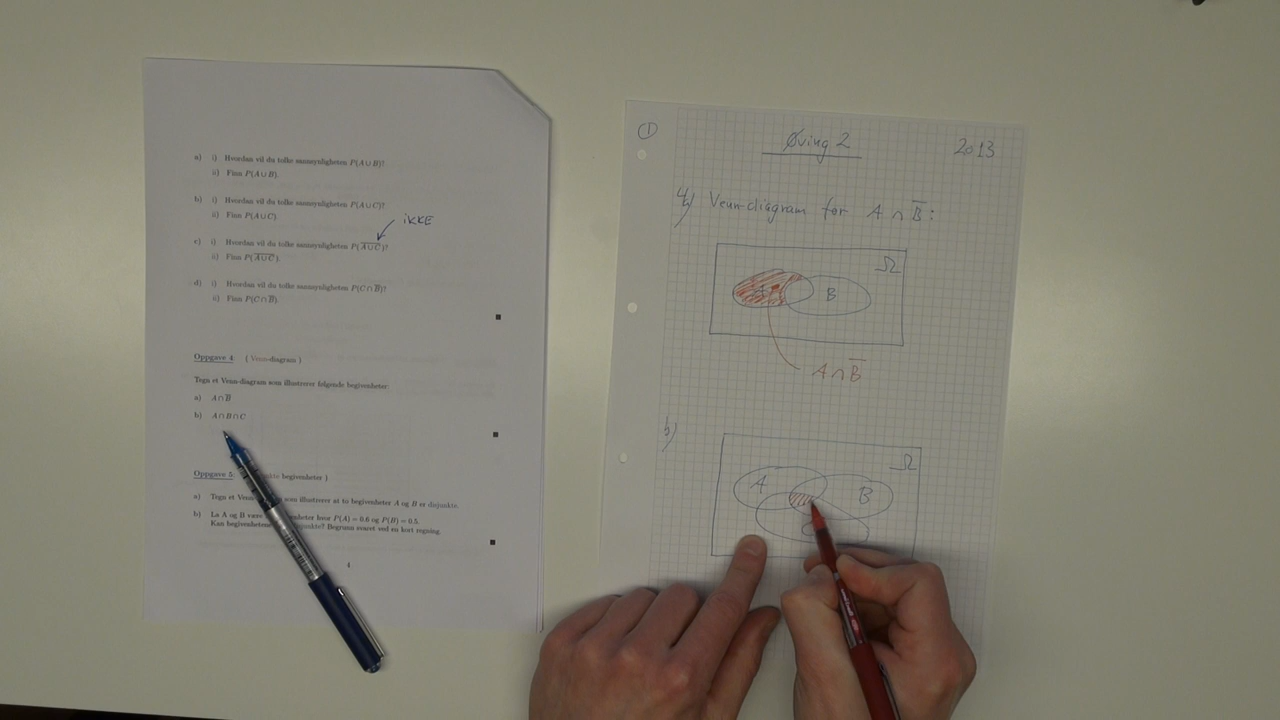 a) i) Hvordan vil du tolke sannsynligheten P(A∪B)?
ii) Finn P(A∪B).
b) i) Hvordan vil du tolke sannsynligheten P(A∪C)?
ii) Finn P(A∪C)
IKKE
c) i) Hvordan vil du tolke sannsynligheten P(A̅∪̅C̅)?
ii) Finn P(A̅∪̅C̅).
d) i) Hvordan vil du tolke sannsynligheten P(C∩B̅)?
ii) Finn P(C∩B̅).
Oppgave 4 ( Venn-diagram )
Tegn et Venn-diagram som illustrerer følgende begivenheter:
a) A∩B̅
b) A∩B∩C
Oppgave 5 begivenheter )
a) Tegn et som illustrerer at to begivenheter A og B er disjunkte.
b) La A og B være hvor P(A) = 0.6 og P(B) = 0.5.
Kan Begrunn svaret ved en kort regning.
4
1
Øving 2 2013
Venn-diagram for A ∩ B̅:
Ω
A B
A∩B̅
b)
Ω
A B